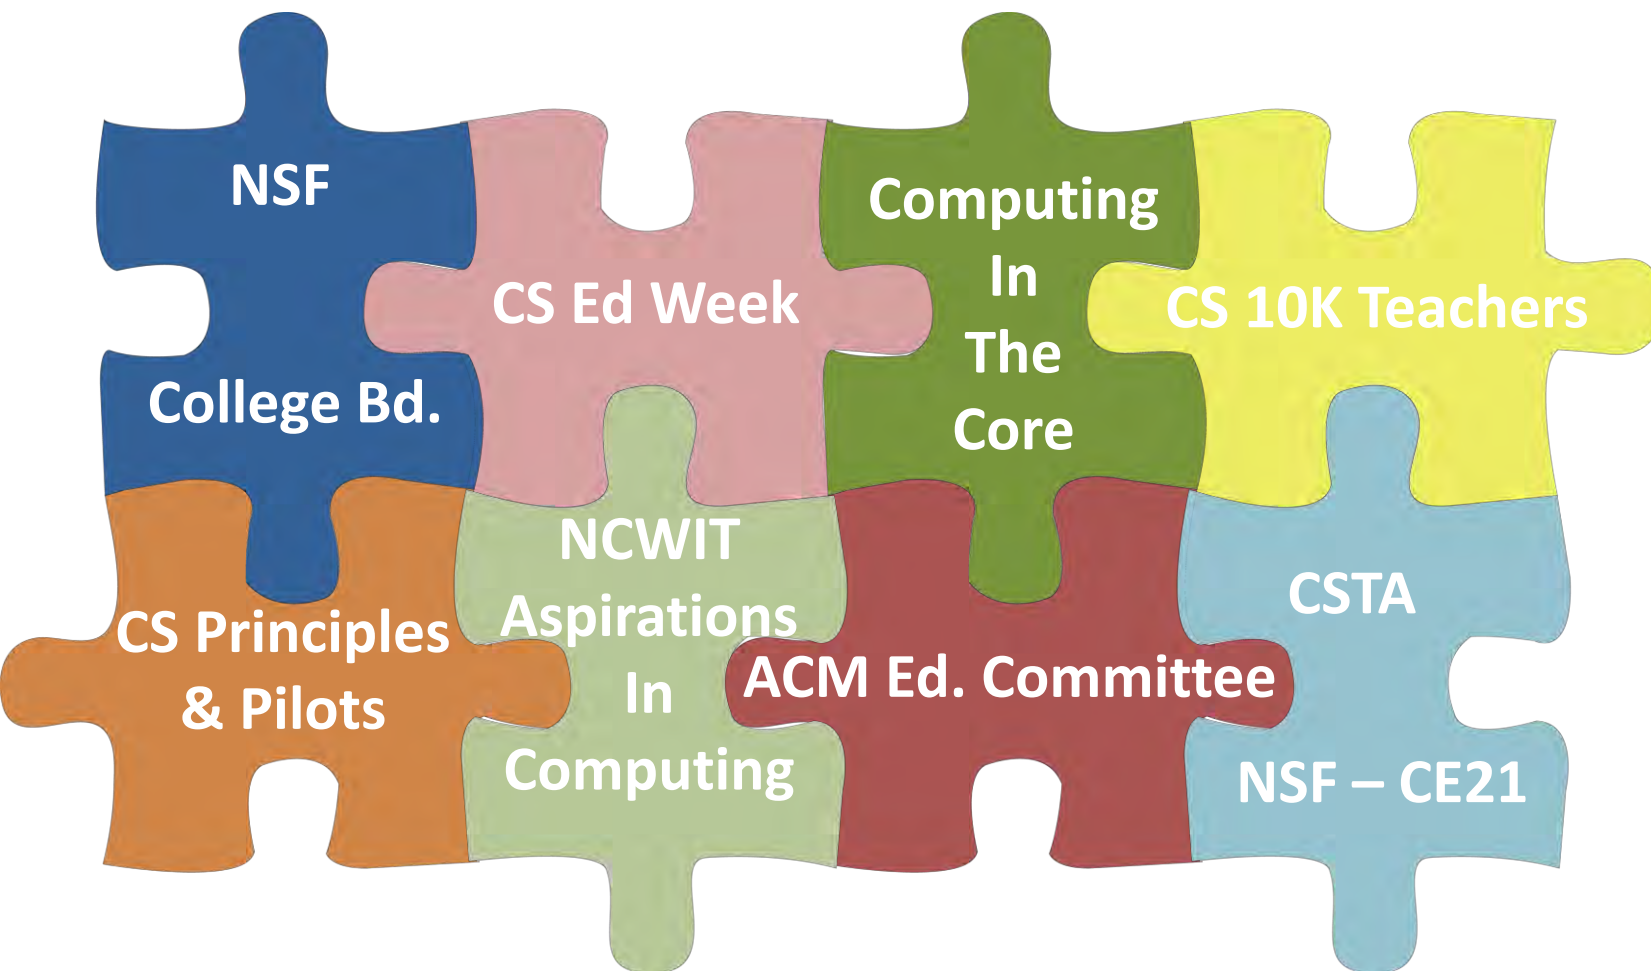 NSF
College Bd.
CS Ed Week
Computing
In
The
Core
CS 10K Teachers
CS Principles
& Pilots
NCWIT
Aspirations
In
Computing
ACM Ed. Committee
CSTA
NSF – CE21